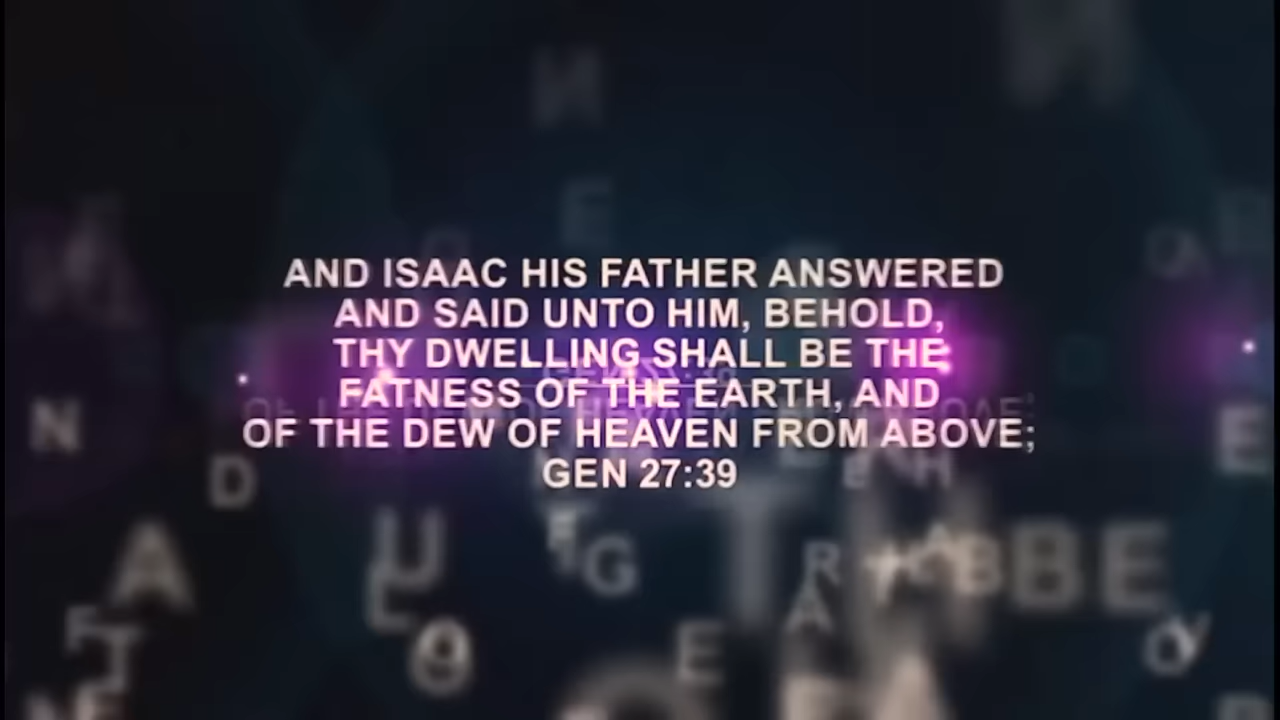 AND ISAAC HIS FATHER ANSWERED
AND SAID UNTO HIM, BEHOLD,
THY DWELLING SHALL BE THE
FATNESS OF THE EARTH, AND
OF THE DEW OF HEAVEN FROM ABOVE;
GEN 27:39